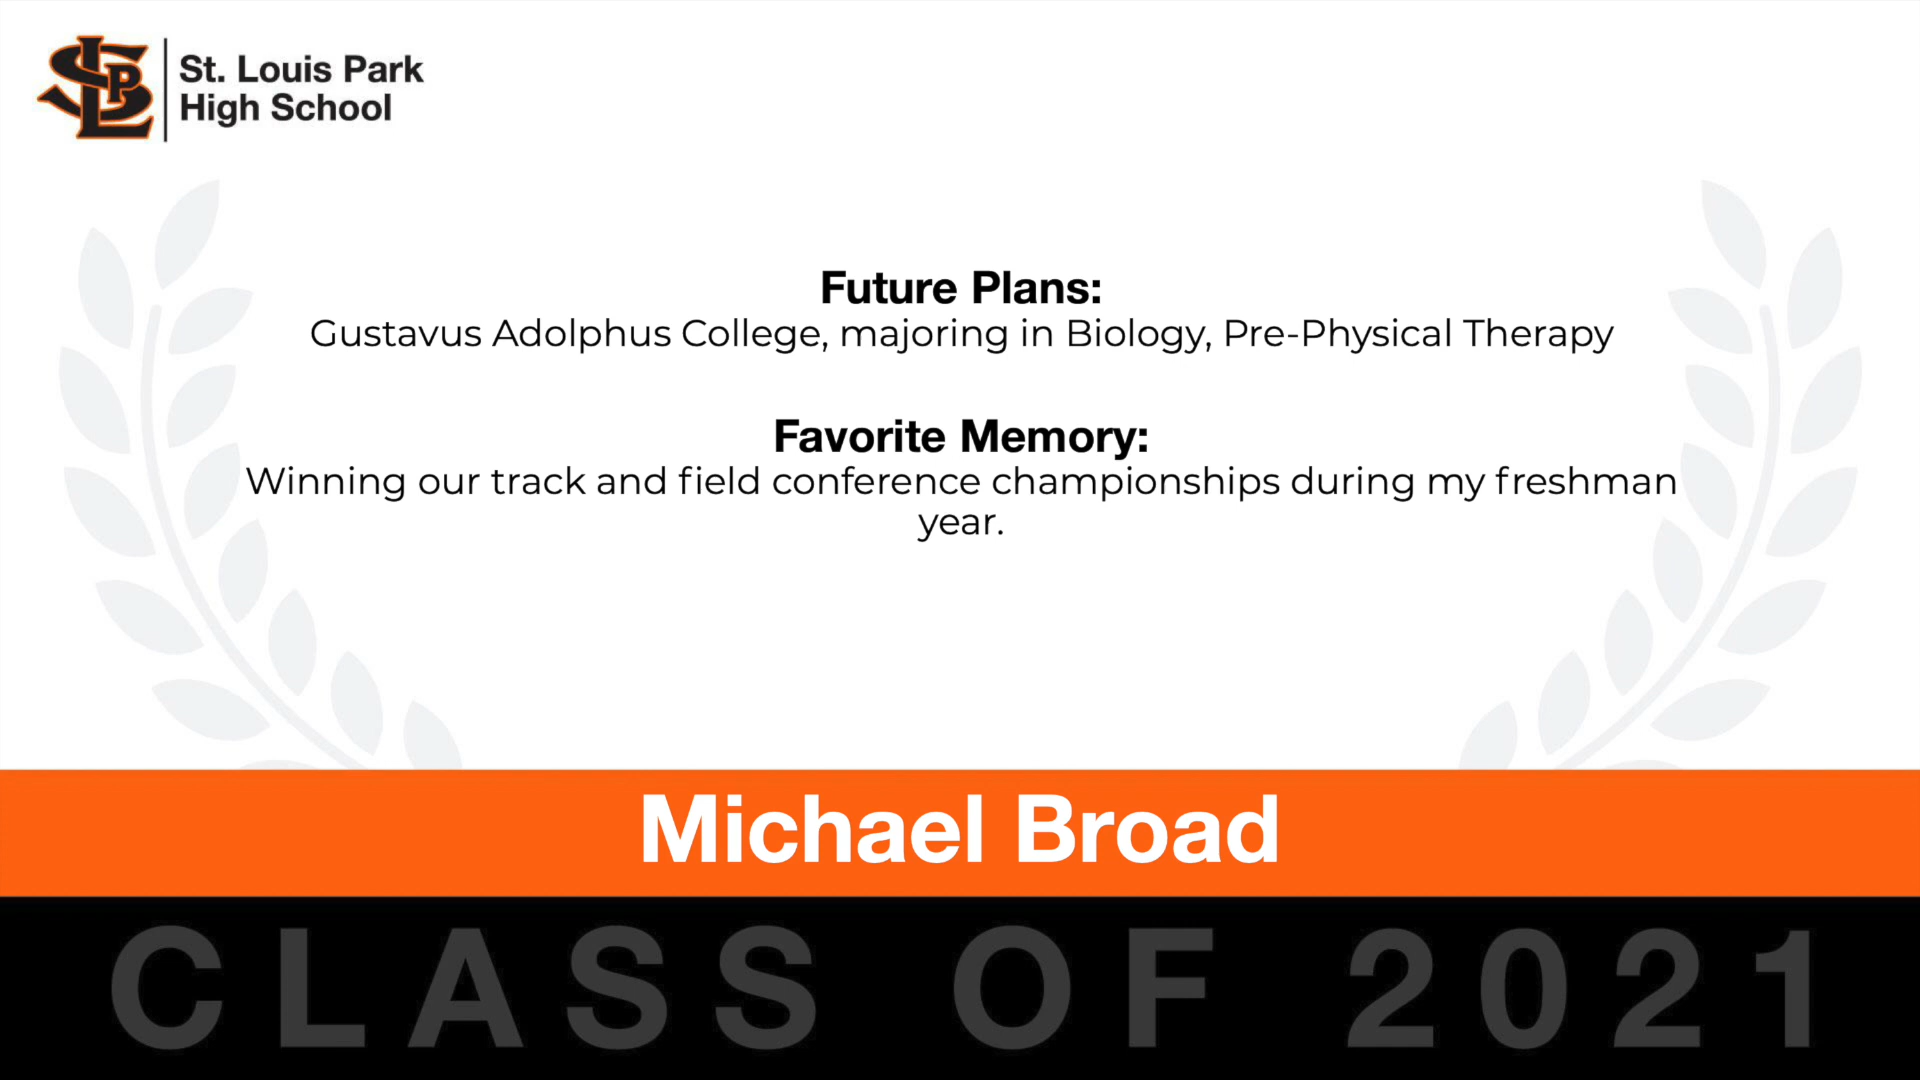 SLP
St. Louis Park
High School
Future Plans:
Gustavus Adolphus College, majoring in Biology, Pre-Physical Therapy
Favorite Memory:
Winning our track and field conference championships during my freshman
year.
Michael Broad
CLASS OF 2021